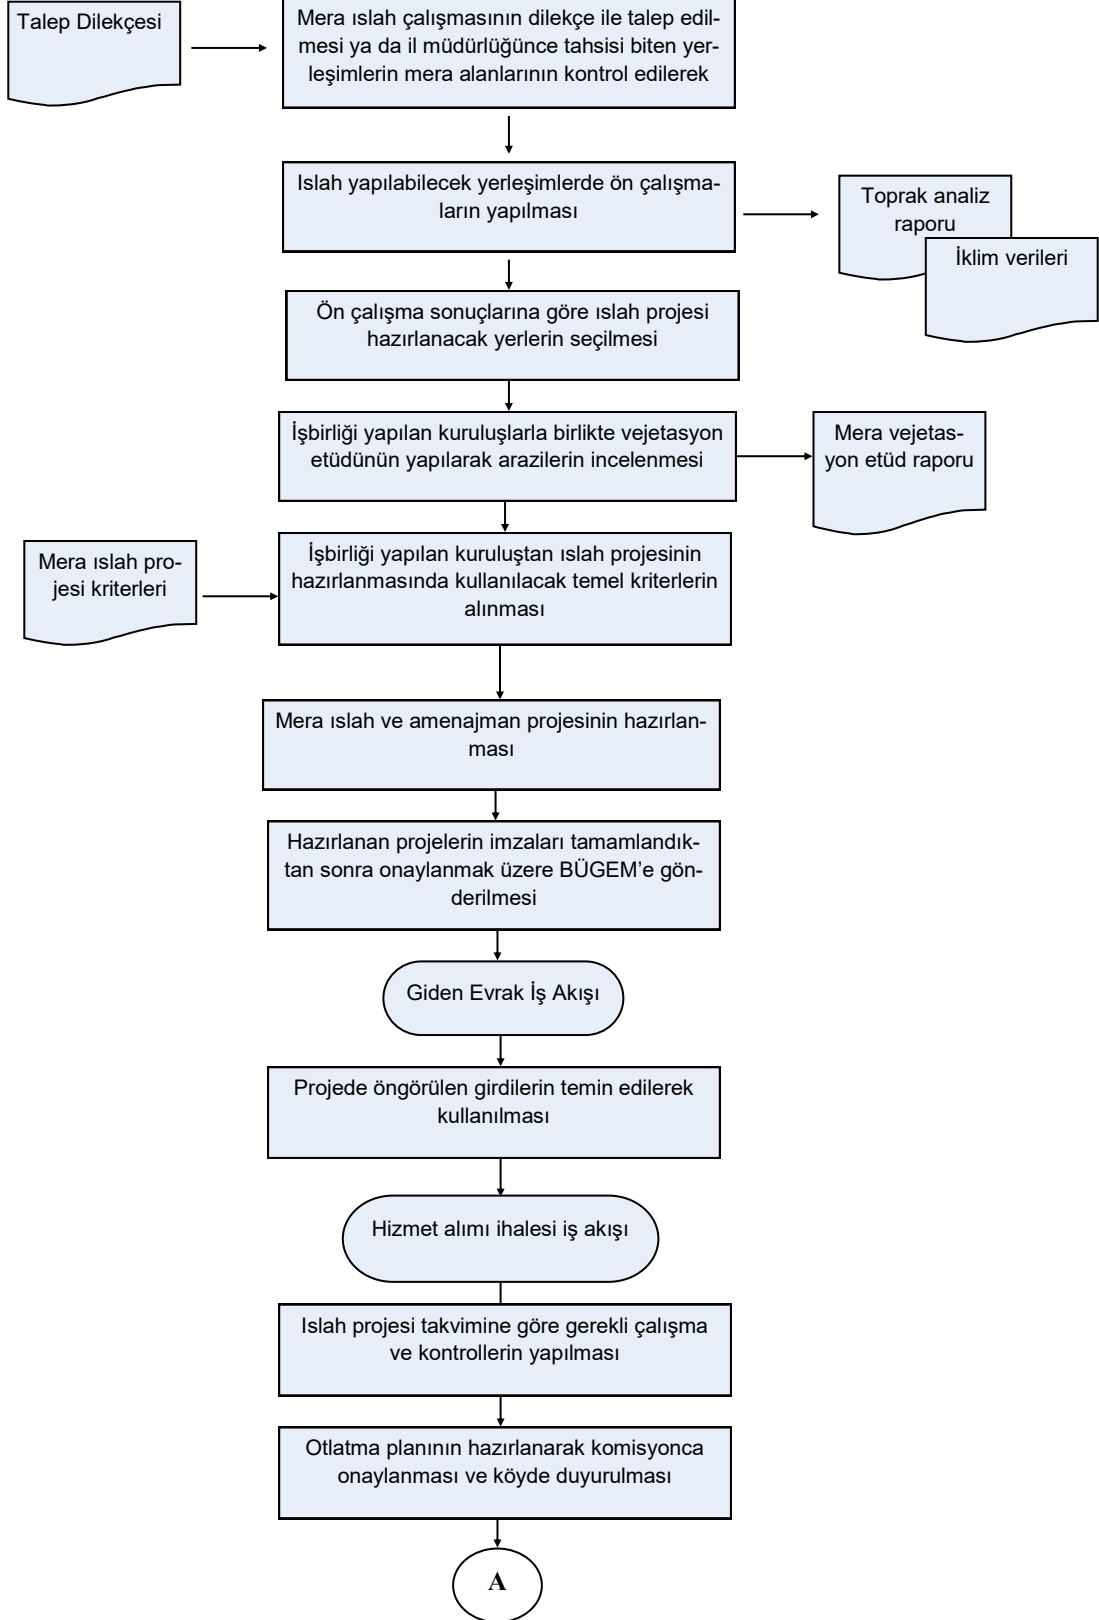 Talep Dilekçesi
Mera ıslah çalışmasının dilekçe ile talep edil-
mesi ya da il müdürlüğünce tahsisi biten yer-
leşimlerin mera alanlarının kontrol edilerek
Islah yapılabilecek yerleşimlerde ön çalışma-
ların yapılması
Toprak analiz
raporu
İklim verileri
Ön çalışma sonuçlarına göre ıslah projesi
hazırlanacak yerlerin seçilmesi
İşbirliği yapılan kuruluşlarla birlikte vejetasyon
etüdünün yapılarak arazilerin incelenmesi
Mera vejetas-
yon etüd raporu
Mera ıslah pro-
jesi kriterleri
İşbirliği yapılan kuruluştan ıslah projesinin
hazırlanmasında kullanılacak temel kriterlerin
alınması
Mera ıslah ve amenajman projesinin hazırlan-
ması
Hazırlanan projelerin imzaları tamamlandık-
tan sonra onaylanmak üzere BÜGEM’e gön-
derilmesi
Giden Evrak İş Akışı
Projede öngörülen girdilerin temin edilerek
kullanılması
Hizmet alımı ihalesi iş akışı
Islah projesi takvimine göre gerekli çalışma
ve kontrollerin yapılması
Otlatma planının hazırlanarak komisyonca
onaylanması ve köyde duyurulması
A